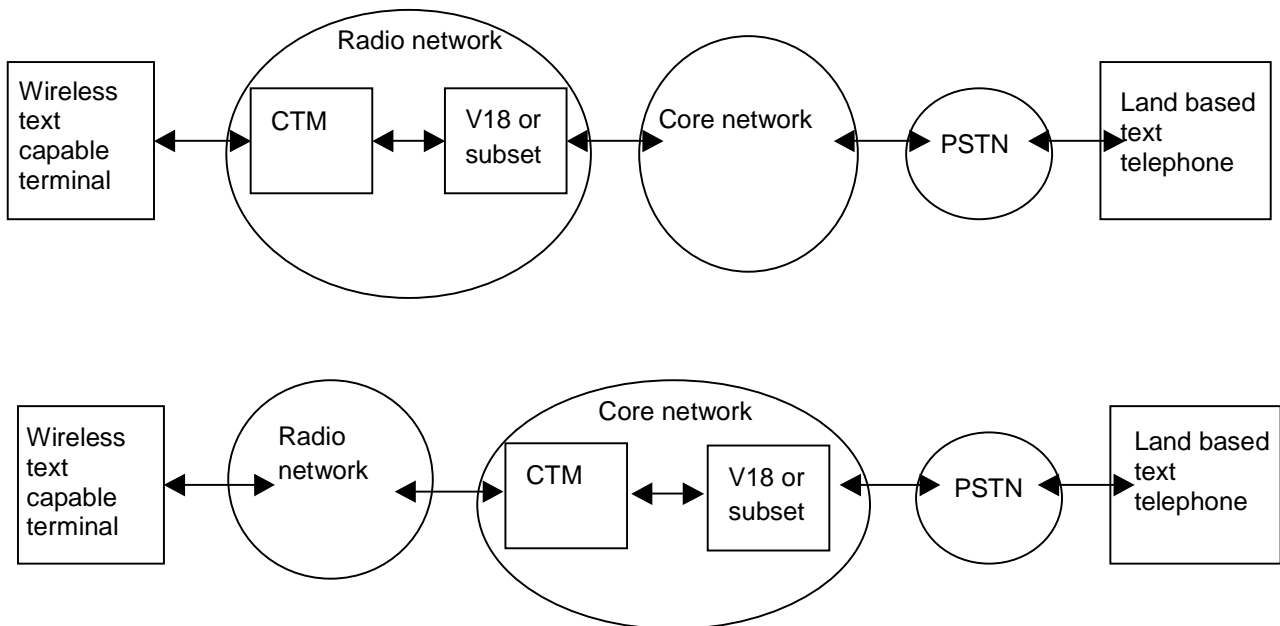 Radio network
Wireless
text
capable
terminal
CTM
V18 or
subset
Core network
PSTN
Land based
text
telephone
Wireless
text
capable
terminal
Radio
network
Core network
CTM
V18 or
subset
PSTN
Land based
text
telephone